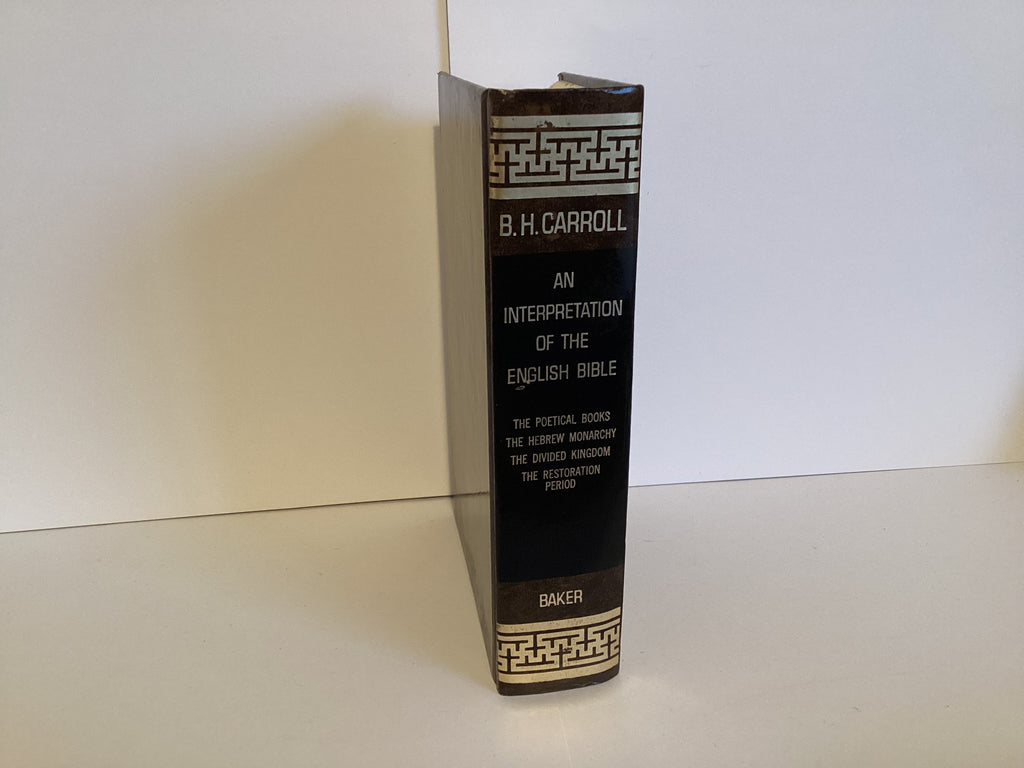 B. H. CARROLL
AN
INTERPRETATION
OF THE
ENGLISH BIBLE
THE POETICAL BOOKS
THE HEBREW MONARCHY
THE DIVIDED KINGDOM
THE RESTORATION
PERIOD
BAKER